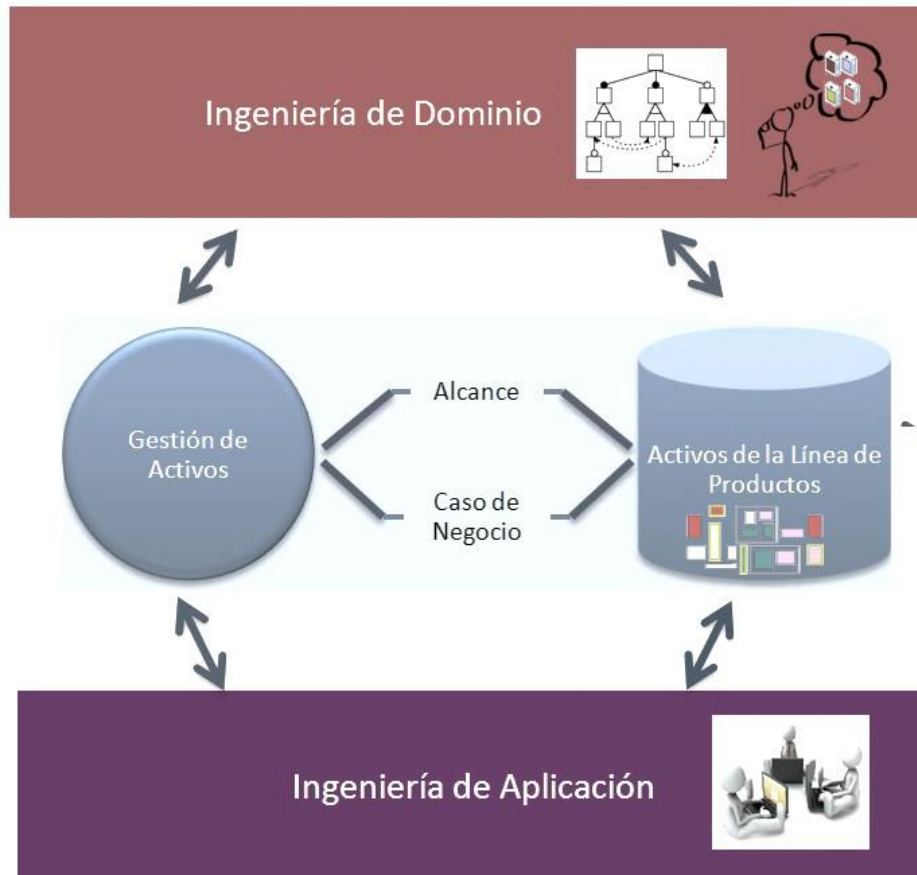 Ingeniería de Dominio
Gestión de
Activos
Alcance
Caso de
Negocio
Activos de la Línea de
Productos
Ingeniería de Aplicación